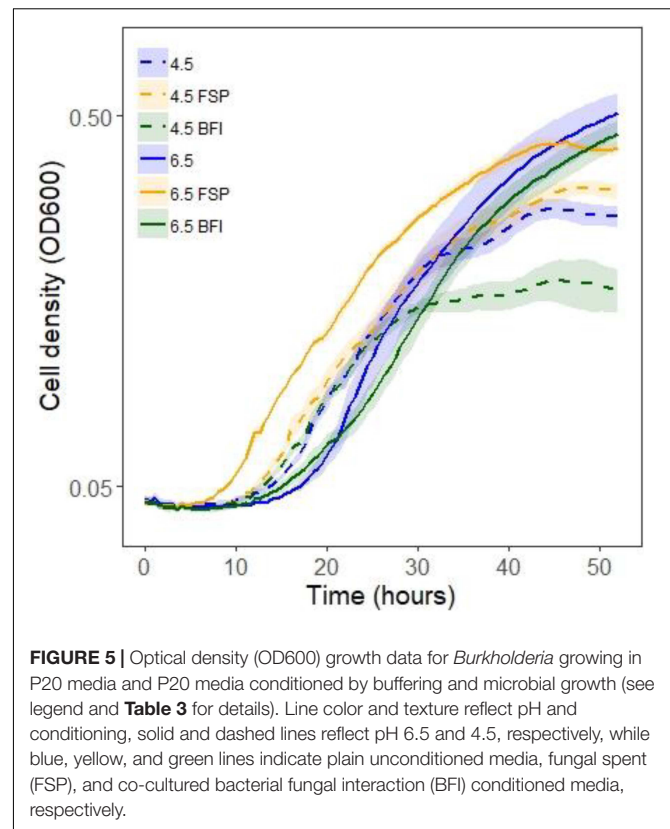 4.5
4.5 FSP
4.5 BFI
6.5
6.5 FSP
6.5 BFI
0.50
0.05
Cell density (OD600)
0 10 20 30 40 50
Time (hours)
FIGURE 5 | Optical density (OD600) growth data for Burkholderia growing in
P20 media and P20 media conditioned by buffering and microbial growth (see
legend and Table 3 for details). Line color and texture reflect pH and
conditioning, solid and dashed lines reflect pH 6.5 and 4.5, respectively, while
blue, yellow, and green lines indicate plain unconditioned media, fungal spent
(FSP), and co-cultured bacterial fungal interaction (BFI) conditioned media,
respectively.